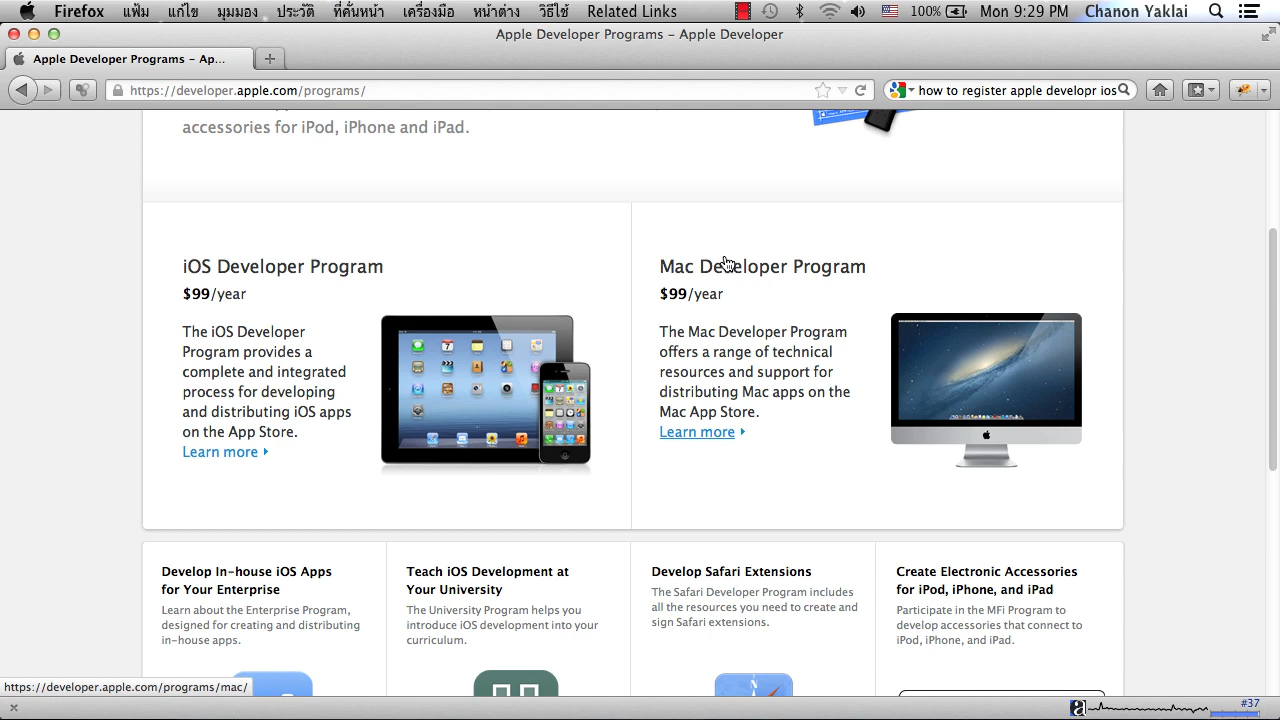 Firefox แฟ้ม แก้ไข มุมมอง ประวัติ ที่คั่นหน้า เครื่องมือ หน้าต่าง วิธีใช้ Related Links 100% Mon 9:29 PM Chanon Yaklai
Apple Developer Programs – Apple Developer
Apple Developer Programs – Ap...
https://developer.apple.com/programs/
how to register apple developr ios
accessories for iPod, iPhone and iPad.
iOS Developer Program
$99/year
The iOS Developer
Program provides a
complete and integrated
process for developing
and distributing iOS apps
on the App Store.
Learn more
Mac Developer Program
$99/year
The Mac Developer Program
offers a range of technical
resources and support for
distributing Mac apps on the
Mac App Store.
Learn more
Develop In-house iOS Apps
for Your Enterprise
Learn about the Enterprise Program,
designed for creating and distributing
in-house apps.
Teach iOS Development at
Your University
The University Program helps you
introduce iOS development into your
curriculum.
Develop Safari Extensions
The Safari Developer Program includes
all the resources you need to create and
sign Safari extensions.
Create Electronic Accessories
for iPod, iPhone, and iPad
Participate in the MFi Program to
develop accessories that connect to
iPod, iPhone, and iPad.
https://developer.apple.com/programs/mac/
#37